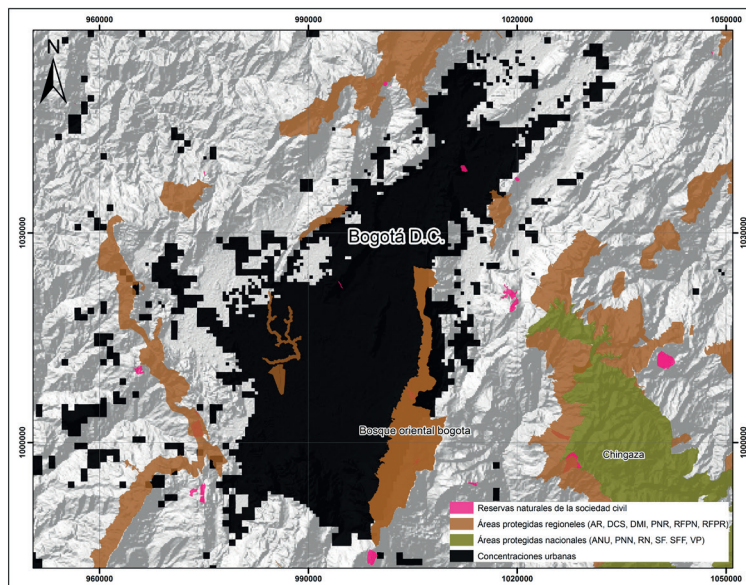 960000 990000 1020000 1050000
N
1030000 1030000
Bogotá D.C.
1000000 1000000
Bosque oriental bogota
Chingaza
Reservas naturales de la sociedad civil
Áreas protegidas regionales (AR, DCS, DMI, PNR, RFPN, RFPR)
Áreas protegidas nacionales (ANU, PNN, RN, SF. SFF, VP)
Concentraciones urbanas
960000 990000 1020000 1050000